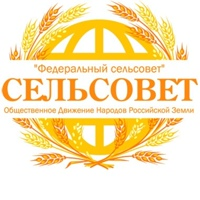 "Федеральный сельсовет"
СЕЛЬСОВЕТ
Общественное Движение Народов Российской Земли